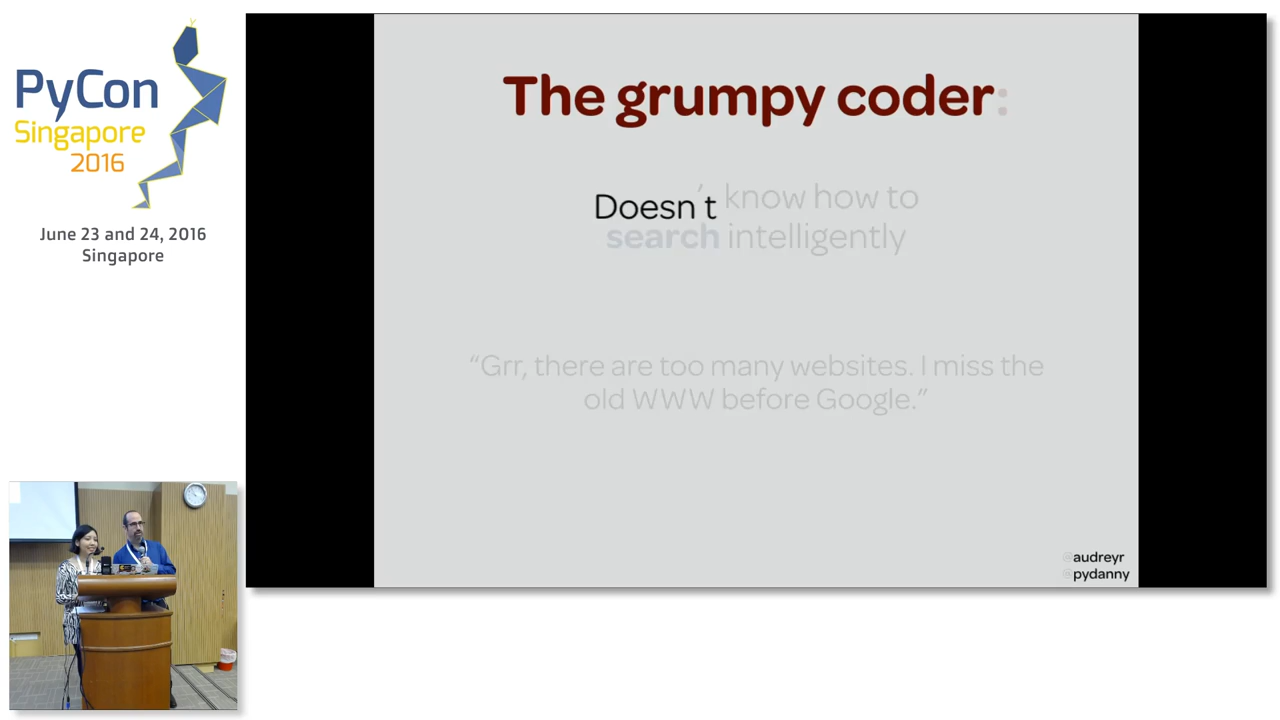 PyCon
Singapore
2016
June 23 and 24, 2016
Singapore
The grumpy coder:
Doesn't know how to
search intelligently
“Grr, there are too many websites. I miss the
old WWW before Google.”
@audreyr
@pydanny